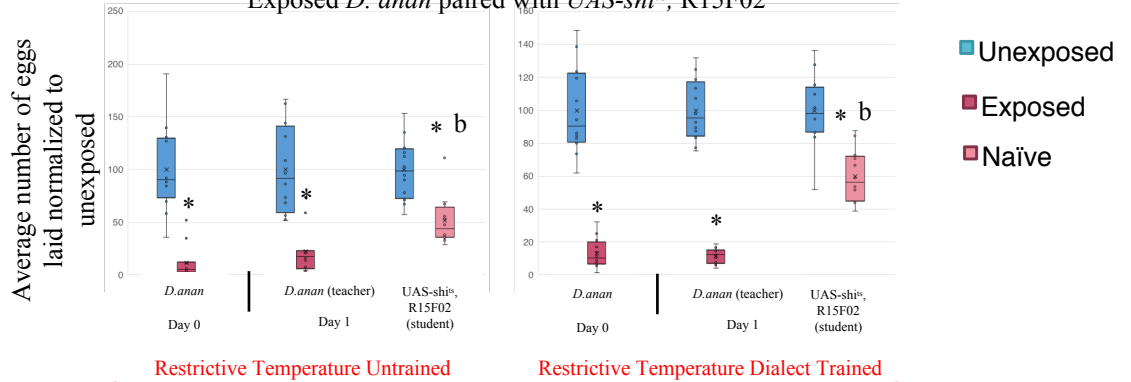 Exposed D. anan paired with UAS-shiᵗˢ, R15F02
Average number of eggs
laid normalized to
unexposed
250
200
150
100
50
0
*
*
* b
D.anan
D.anan (teacher)
UAS-shiᵗˢ,
R15F02
(student)
Day 0
Day 1
Restrictive Temperature Untrained
160
140
120
100
80
60
40
20
0
*
*
* b
D.anan
D.anan (teacher)
UAS-shiᵗˢ,
R15F02
(student)
Day 0
Day 1
Restrictive Temperature Dialect Trained
Unexposed
Exposed
Naïve